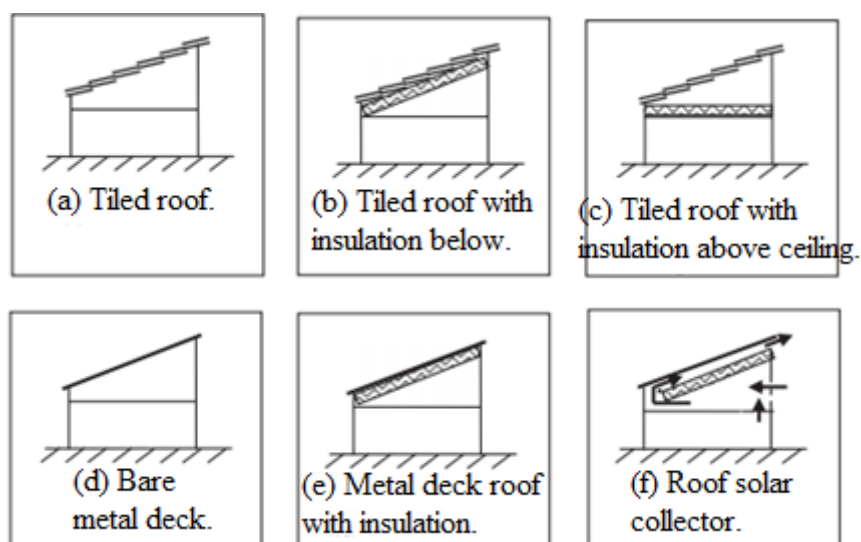 (a) Tiled roof.
(b) Tiled roof with
insulation below.
(c) Tiled roof with
insulation above ceiling.
(d) Bare
metal deck.
(e) Metal deck roof
with insulation.
(f) Roof solar
collector.